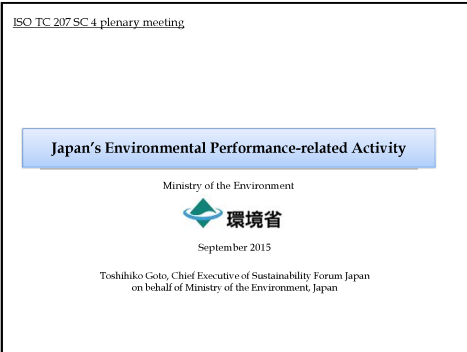 ISO TC 207 SC 4 plenary meeting
Japan's Environmental Performance-related Activity
Ministry of the Environment
環境省
September 2015
Toshihiko Goto, Chief Executive of Sustainability Forum Japan
on behalf of Ministry of the Environment, Japan